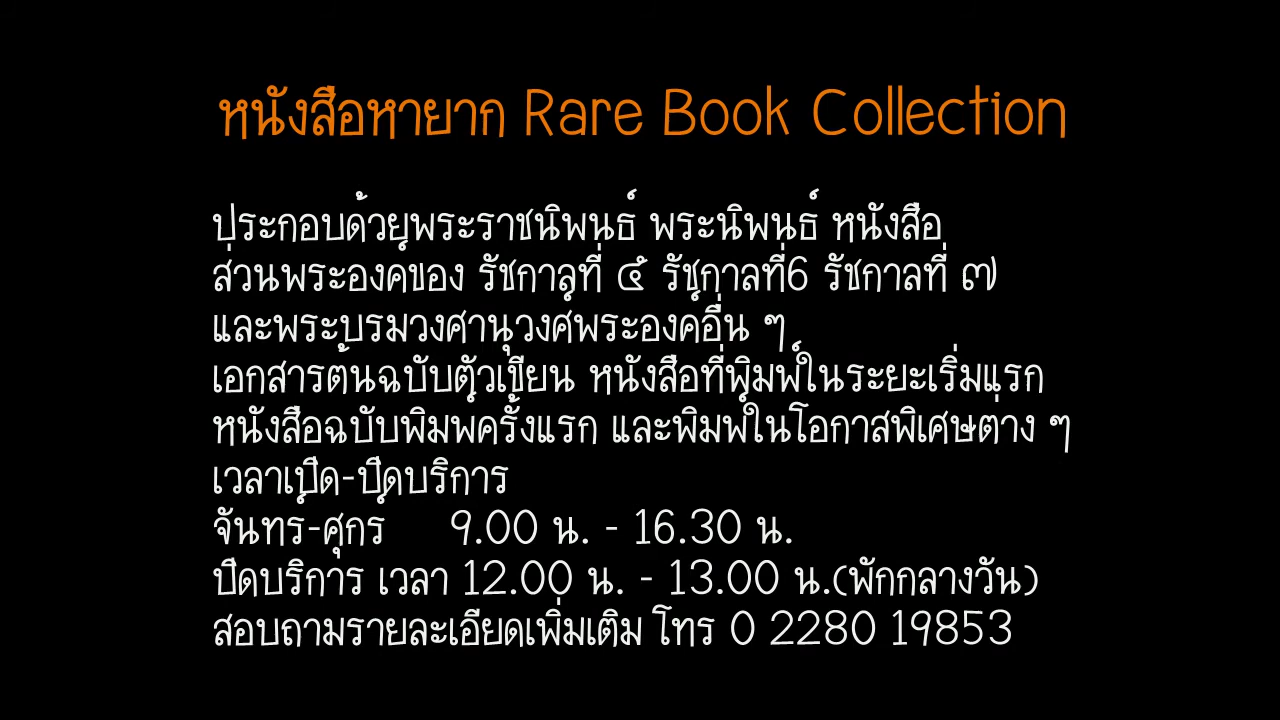 หนังสือหายาก Rare Book Collection
ประกอบด้วยพระราชนิพนธ์ พระนิพนธ์ หนังสือ
ส่วนพระองค์ของ รัชกาลที่ ๕ รัชกาลที่6 รัชกาลที่ ๗
และพระบรมวงศานุวงศ์พระองค์อื่น ๆ
เอกสารต้นฉบับตัวเขียน หนังสือที่พิมพ์ในระยะเริ่มแรก
หนังสือฉบับพิมพ์ครั้งแรก และพิมพ์ในโอกาสพิเศษต่าง ๆ
เวลาเปิด-ปิดบริการ
จันทร์-ศุกร์ 9.00 น. - 16.30 น.
ปิดบริการ เวลา 12.00 น. - 13.00 น.(พักกลางวัน)
สอบถามรายละเอียดเพิ่มเติม โทร 0 2280 19853